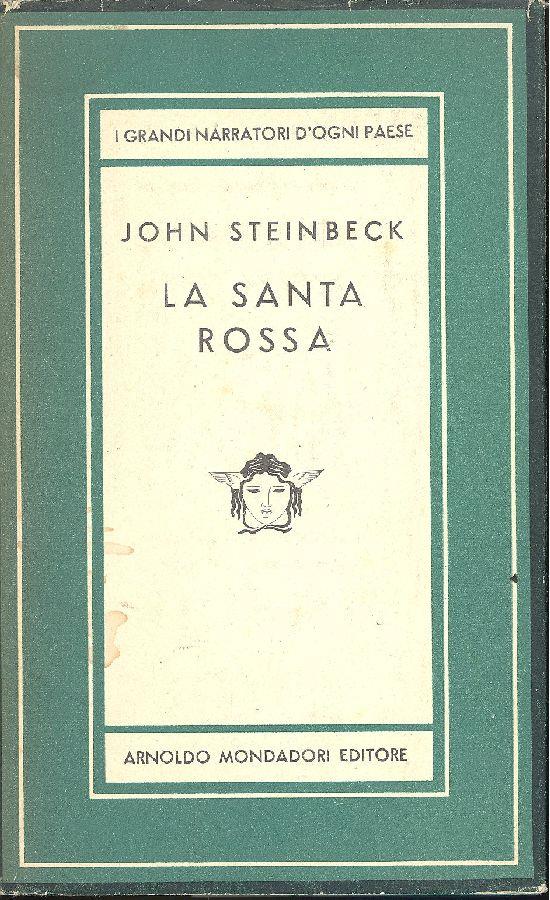 I GRANDI NARRATORI D'OGNI PAESE
JOHN STEINBECK
LA SANTA
ROSSA
ARNOLDO MONDADORI EDITORE